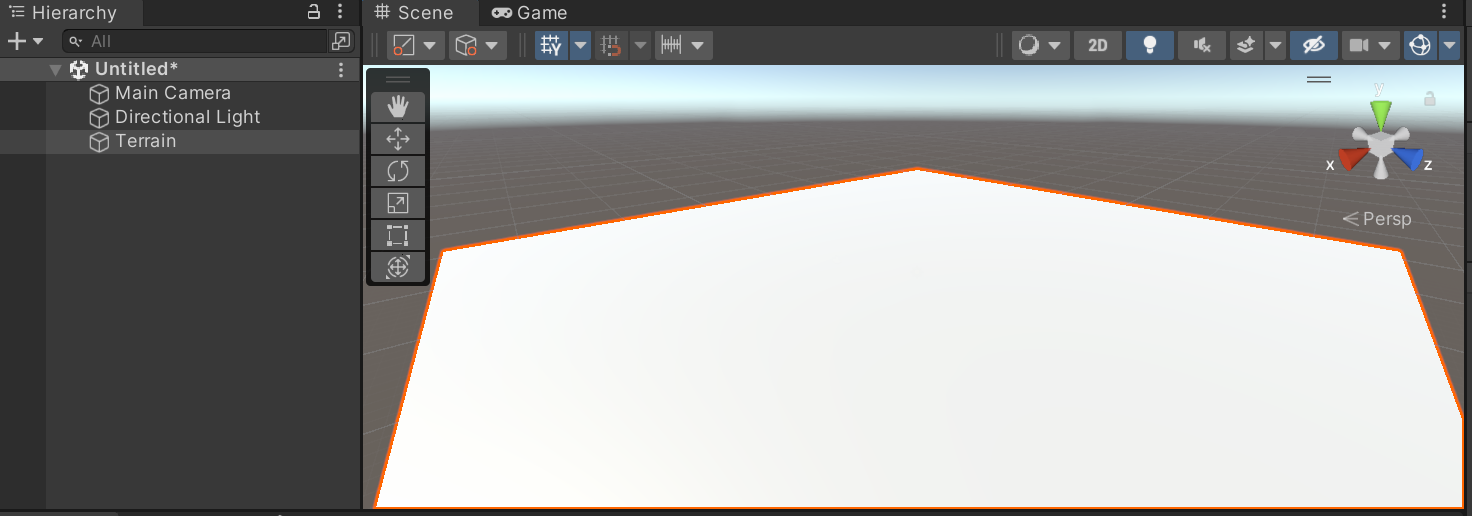 Hierarchy
All
Untitled*
Main Camera
Directional Light
Terrain
Scene
Game
Y
2D
y
x
z
Persp